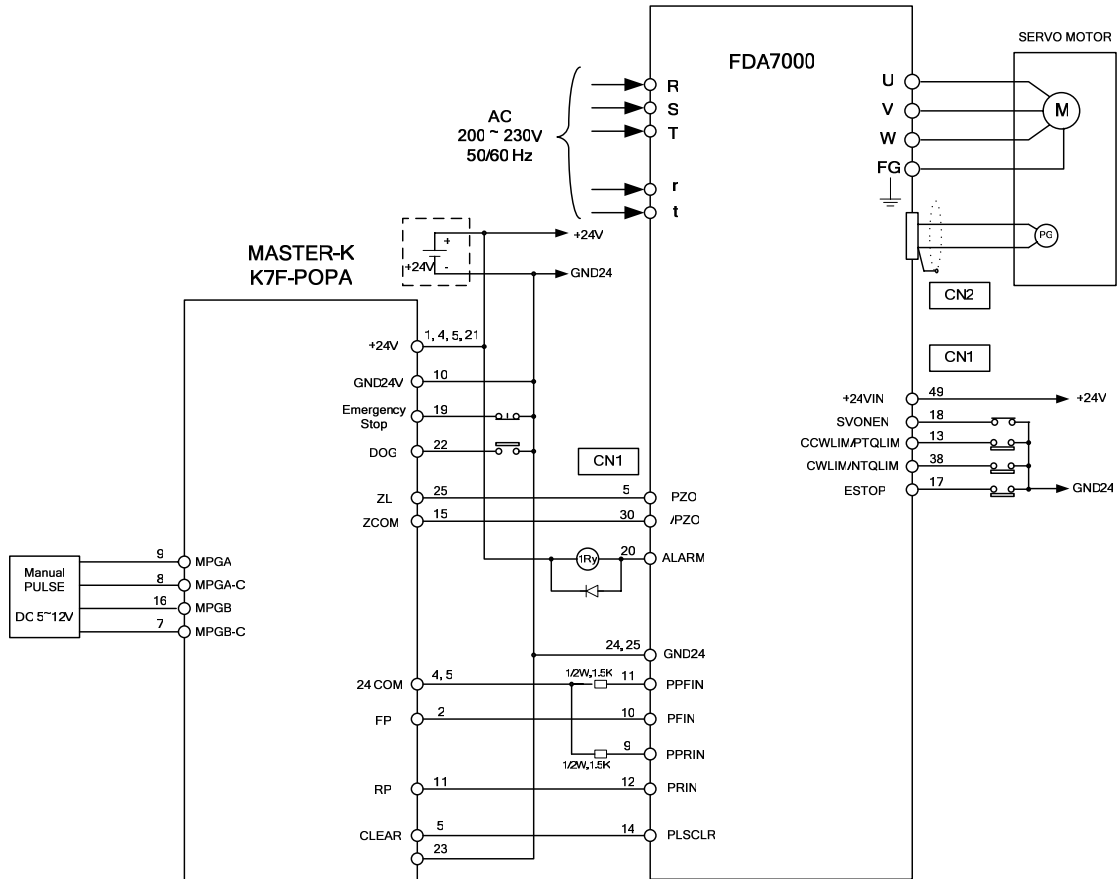 FDA7000
SERVO MOTOR
AC
200 ~ 230V
50/60 Hz
R
S
T
r
t
U
V
W
FG
M
PG
CN2
CN1
+24V
GND24
+
+24V
-
MASTER-K
K7F-POPA
+24V
1, 4, 5, 21
GND24V
10
Emergency
Stop
19
DOG
22
CN1
ZL
25
5
PZO
ZCOM
15
30
/PZO
1Ry
20
ALARM
+24VIN
49
+24V
SVONEN
18
CCWLIM/PTQLIM
13
CWLIM/NTQLIM
38
ESTOP
17
GND24
Manual
PULSE
DC 5~12V
9
MPGA
8
MPGA-C
16
MPGB
7
MPGB-C
24, 25
GND24
24 COM
4, 5
1/2W,1.5K
11
PPFIN
FP
2
10
PFIN
1/2W,1.5K
9
PPRIN
RP
11
12
PRIN
CLEAR
5
14
PLSCLR
23